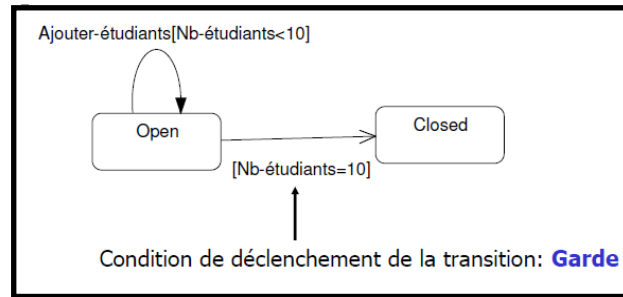 Ajouter-étudiants[Nb-étudiants<10]
Open
Closed
[Nb-étudiants=10]
Condition de déclenchement de la transition: Garde